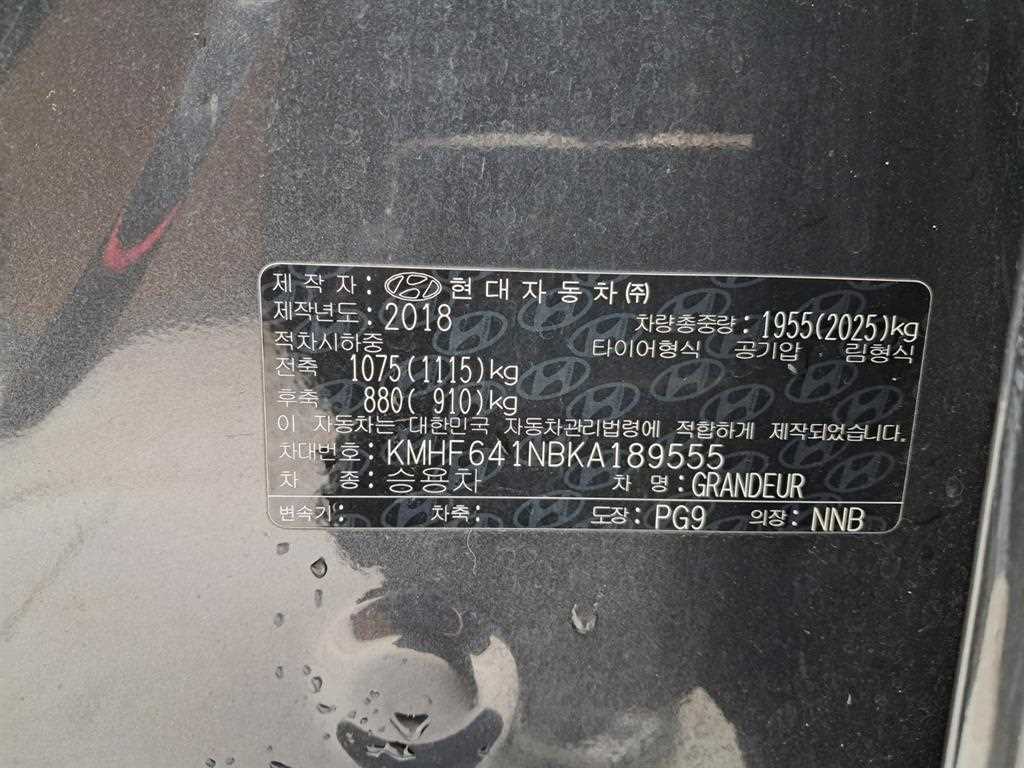 제 작 자 : 현대자동차㈜
제작년도 : 2018 차량총중량 : 1955(2025)kg
적차시하중 타이어형식 공기압 림형식
전축 1075(1115)kg
후축 880( 910)kg
이 자동차는 대한민국 자동차관리법령에 적합하게 제작되었습니다.
차대번호 : KMHF641NBKA189555
차 종 : 승용차 차 명 : GRANDEUR
변속기 : 차축 : 도장 : PG9 의장 : NNB